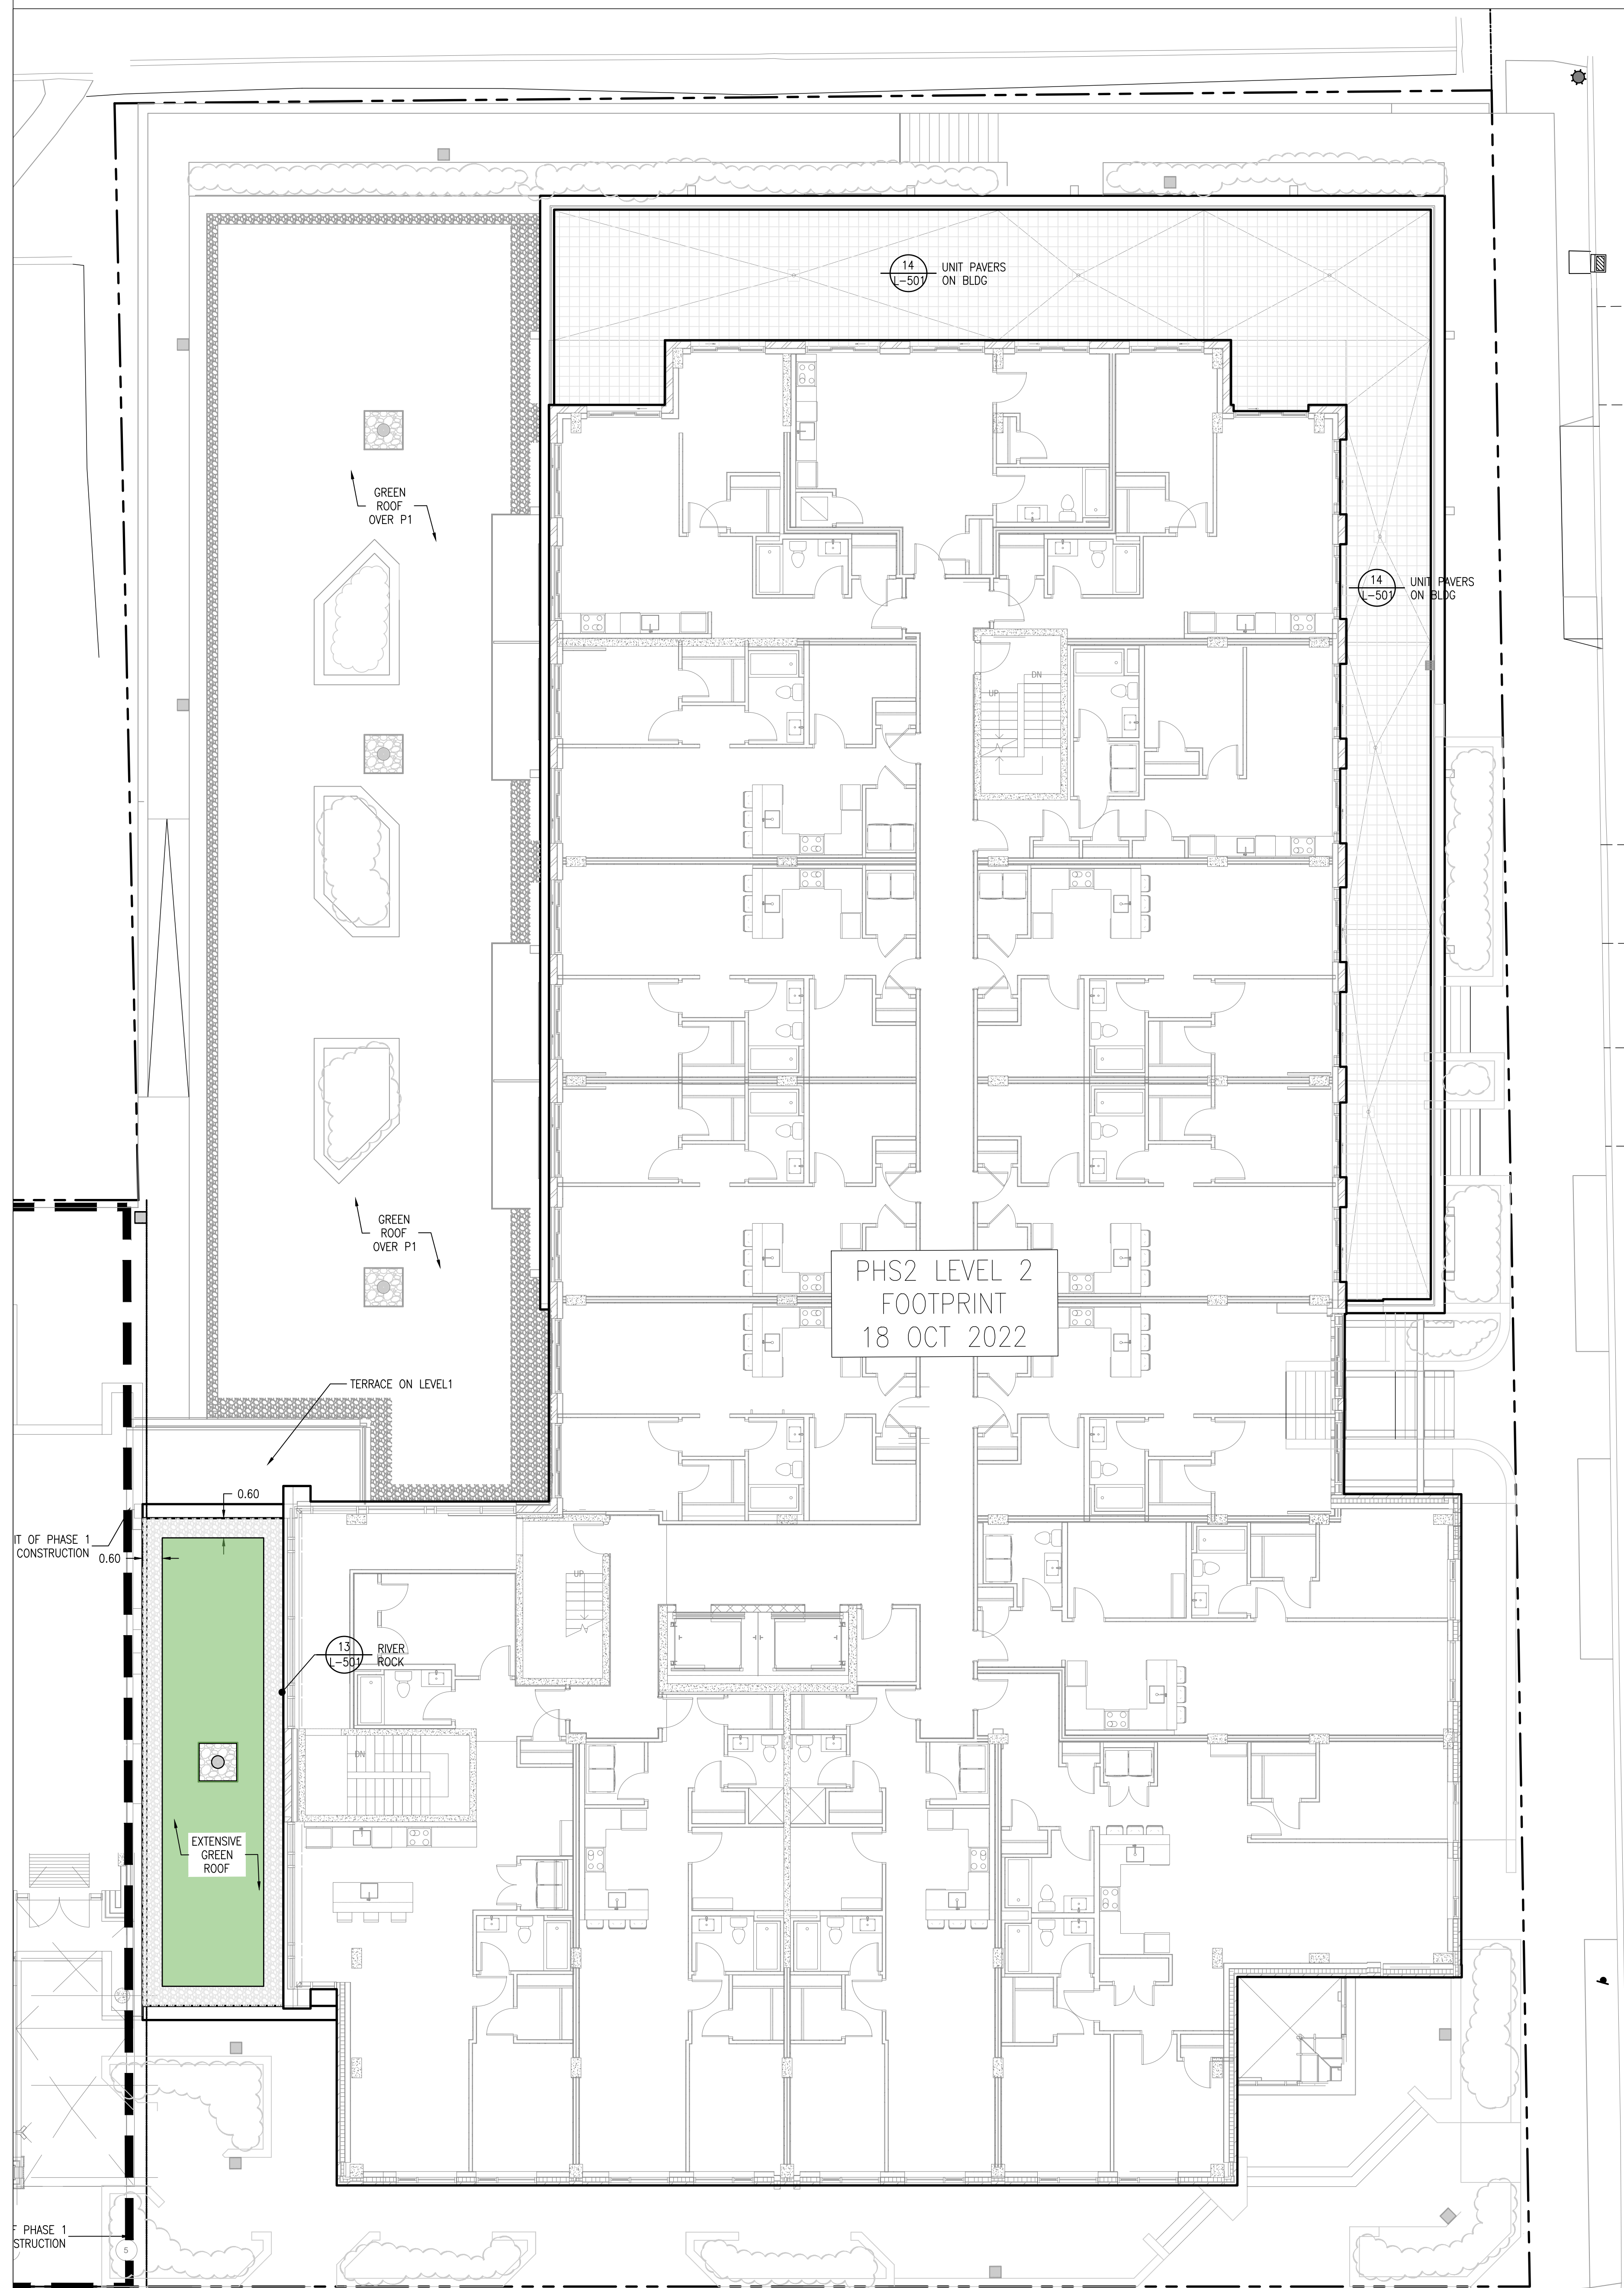 14
L-501
UNIT PAVERS
ON BLDG
GREEN
ROOF
OVER P1
14
L-501
UNIT PAVERS
ON BLDG
DN
UP
GREEN
ROOF
OVER P1
PHS2 LEVEL 2
FOOTPRINT
18 OCT 2022
TERRACE ON LEVEL1
0.60
IT OF PHASE 1
CONSTRUCTION
0.60
UP
13
L-501
RIVER
ROCK
DN
EXTENSIVE
GREEN
ROOF
F PHASE 1
STRUCTION
5